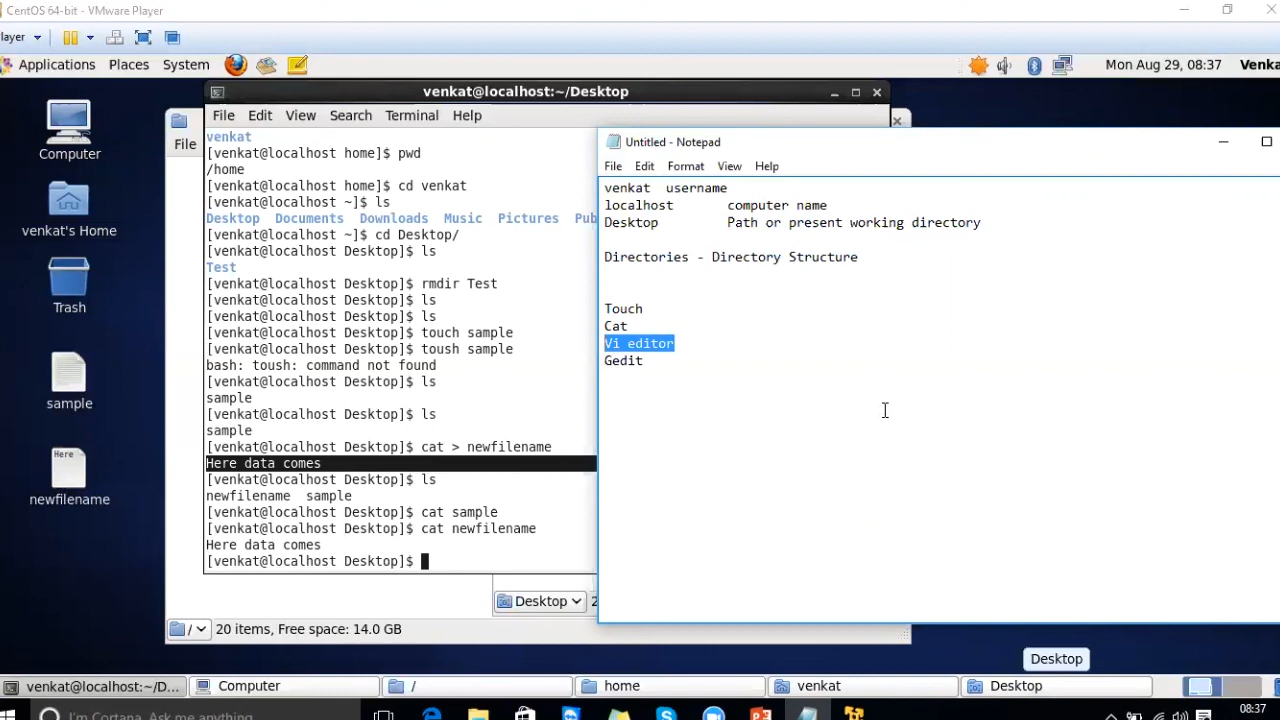 CentOS 64-bit - VMware Player
layer
Applications Places System
Mon Aug 29, 08:37 Venka
Computer
venkat's Home
Trash
sample
Here
newfilename
File
venkat@localhost:~/Desktop
File Edit View Search Terminal Help
venkat
[venkat@localhost home]$ pwd
/home
[venkat@localhost home]$ cd venkat
[venkat@localhost ~]$ ls
Desktop Documents Downloads Music Pictures Pub
[venkat@localhost ~]$ cd Desktop/
[venkat@localhost Desktop]$ ls
Test
[venkat@localhost Desktop]$ rmdir Test
[venkat@localhost Desktop]$ ls
[venkat@localhost Desktop]$ ls
[venkat@localhost Desktop]$ touch sample
[venkat@localhost Desktop]$ toush sample
bash: toush: command not found
[venkat@localhost Desktop]$ ls
sample
[venkat@localhost Desktop]$ ls
sample
[venkat@localhost Desktop]$ cat > newfilename
Here data comes
[venkat@localhost Desktop]$ ls
newfilename sample
[venkat@localhost Desktop]$ cat sample
[venkat@localhost Desktop]$ cat newfilename
Here data comes
[venkat@localhost Desktop]$
Untitled - Notepad
File Edit Format View Help
venkat username
localhost computer name
Desktop Path or present working directory
Directories - Directory Structure
Touch
Cat
Vi editor
Gedit
Desktop 2
/ 20 items, Free space: 14.0 GB
Desktop
venkat@localhost:~/D... Computer / home venkat Desktop
I'm Cortana. Ask me anything.
08:37